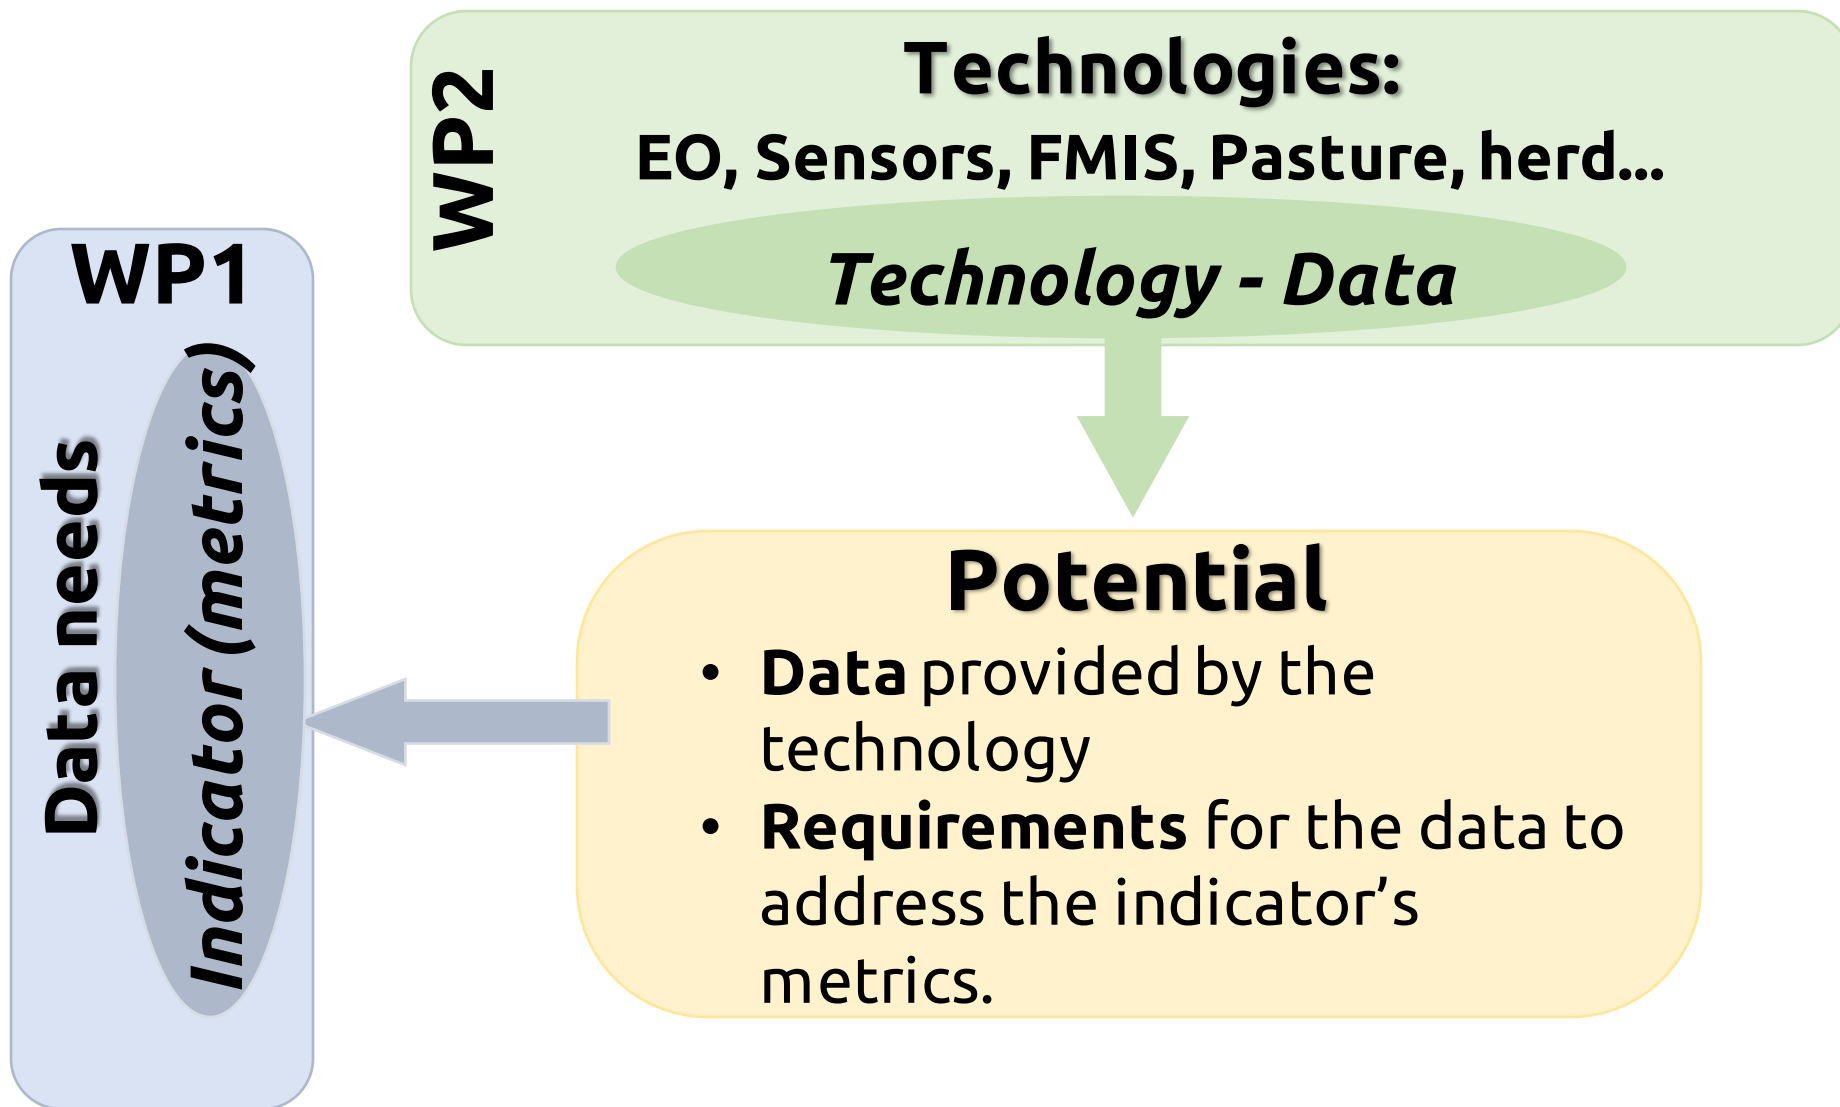 WP2
Technologies:
EO, Sensors, FMIS, Pasture, herd...
Technology - Data
WP1
Data needs
Indicator (metrics)
Potential
• Data provided by the
technology
• Requirements for the data to
address the indicator’s
metrics.